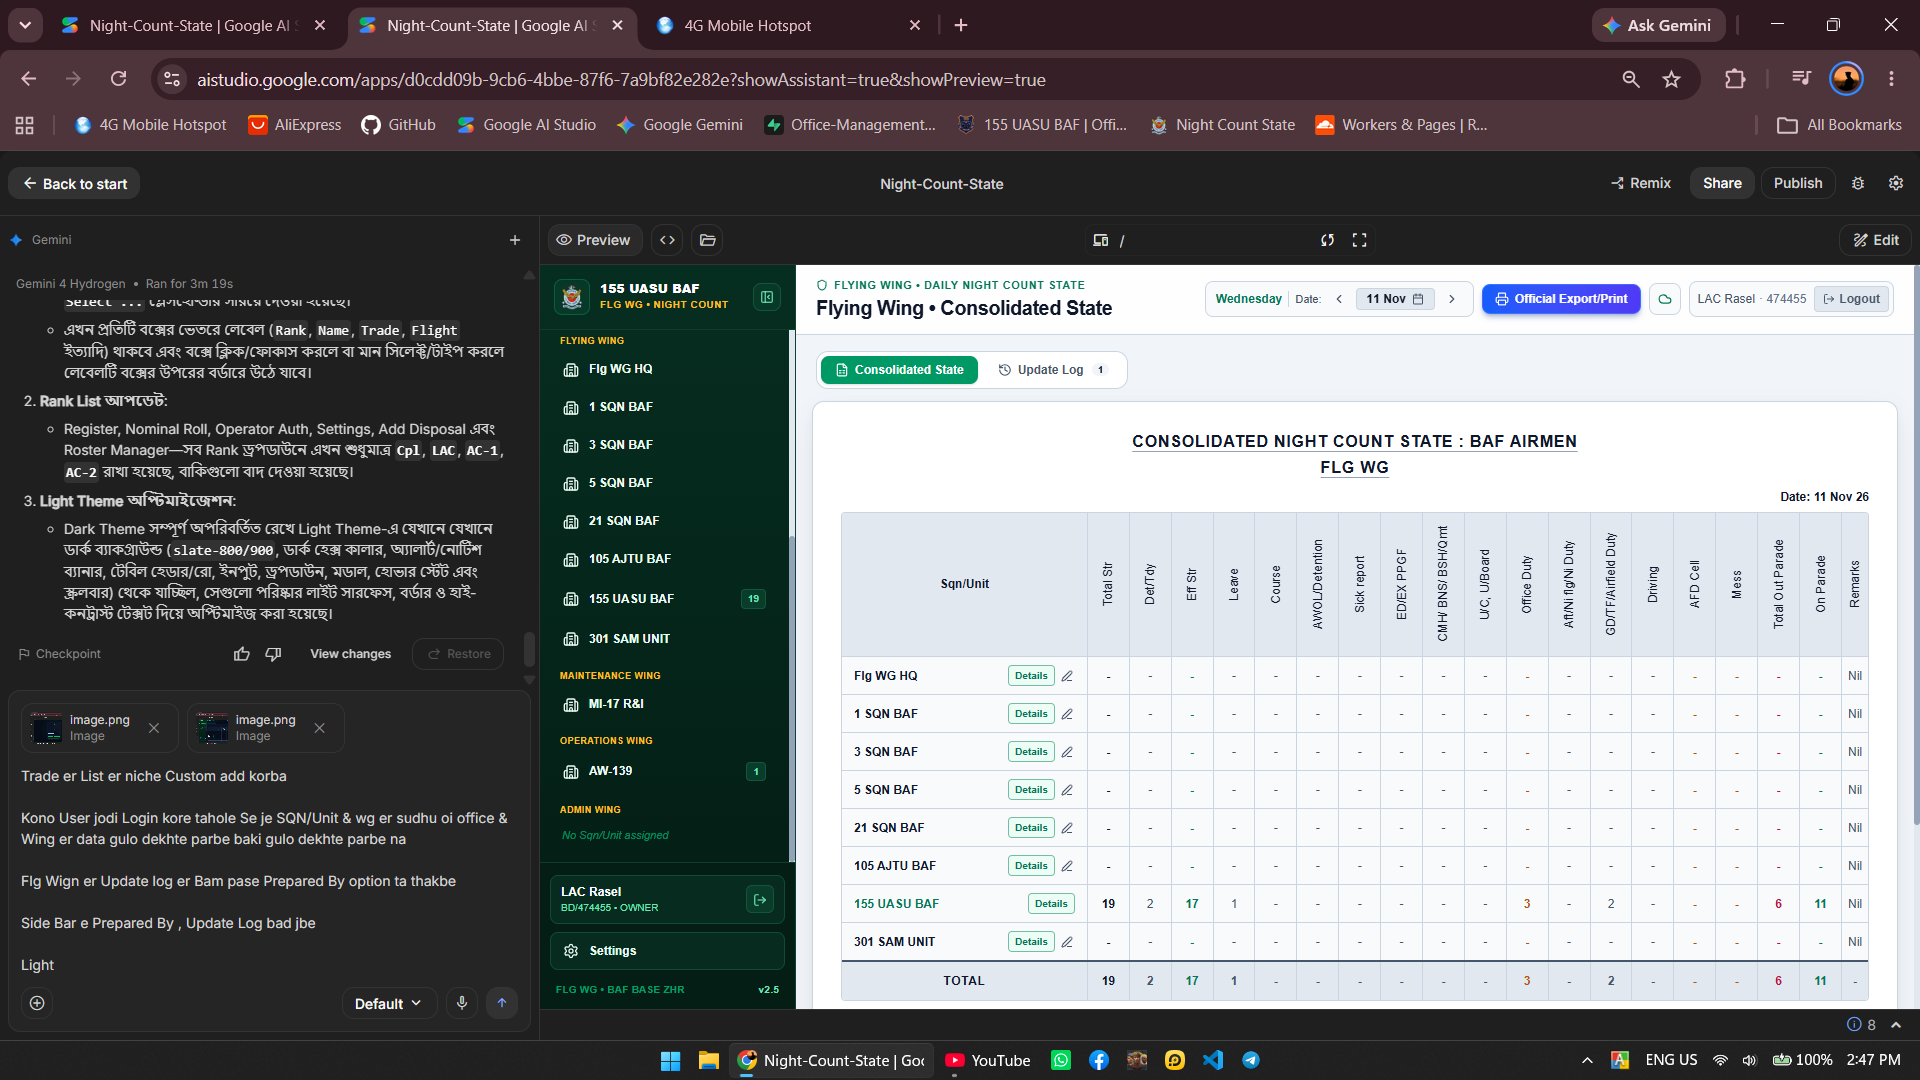 Night-Count-State | Google AI S
Night-Count-State | Google AI S
4G Mobile Hotspot
Ask Gemini
aistudio.google.com/apps/d0cdd09b-9cb6-4bbe-87f6-7a9bf82e282e?showAssistant=true&showPreview=true
4G Mobile Hotspot
AliExpress
GitHub
Google AI Studio
Google Gemini
Office-Management...
155 UASU BAF | Offi...
Night Count State
Workers & Pages | R...
All Bookmarks
Back to start
Night-Count-State
Remix
Share
Publish
Gemini
Preview
/
Edit
Gemini 4 Hydrogen • Ran for 3m 19s
Select ... প্লেসহোল্ডার সরিয়ে দেওয়া হয়েছে।
এখন প্রতিটি বক্সের ভেতরে লেবেল (Rank, Name, Trade, Flight
ইত্যাদি) থাকবে এবং বক্সে ক্লিক/ফোকাস করলে বা মান সিলেক্ট/টাইপ করলে
লেবেলটি বক্সের উপরের বর্ডারে উঠে যাবে।
2. Rank List আপডেট:
Register, Nominal Roll, Operator Auth, Settings, Add Disposal এবং
Roster Manager—সব Rank ড্রপডাউনে এখন শুধুমাত্র Cpl, LAC, AC-1,
AC-2 রাখা হয়েছে, বাকিগুলো বাদ দেওয়া হয়েছে।
3. Light Theme অপ্টিমাইজেশন:
Dark Theme সম্পূর্ণ অপরিবর্তিত রেখে Light Theme-এ যেখানে যেখানে
ডার্ক ব্যাকগ্রাউন্ড (slate-800/900, ডার্ক হেক্স কালার, অ্যালার্ট/নোটিশ
ব্যানার, টেবিল হেডার/রো, ইনপুট, ড্রপডাউন, মডাল, হোভার স্টেট এবং
স্ক্রলবার) থেকে যাচ্ছিল, সেগুলো পরিষ্কার লাইট সারফেস, বর্ডার ও হাই-
কনট্রাস্ট টেক্সট দিয়ে অপ্টিমাইজ করা হয়েছে।
Checkpoint
View changes
Restore
image.png
Image
image.png
Image
Trade er List er niche Custom add korba
Kono User jodi Login kore tahole Se je SQN/Unit & wg er sudhu oi office &
Wing er data gulo dekhte parbe baki gulo dekhte parbe na
Flg Wign er Update log er Bam pase Prepared By option ta thakbe
Side Bar e Prepared By , Update Log bad jbe
Light
Default
155 UASU BAF
FLG WG • NIGHT COUNT
FLYING WING
Flg WG HQ
1 SQN BAF
3 SQN BAF
5 SQN BAF
21 SQN BAF
105 AJTU BAF
155 UASU BAF 19
301 SAM UNIT
MAINTENANCE WING
MI-17 R&I
OPERATIONS WING
AW-139 1
ADMIN WING
No Sqn/Unit assigned
LAC Rasel
BD/474455 • OWNER
Settings
FLG WG • BAF BASE ZHR v2.5
FLYING WING • DAILY NIGHT COUNT STATE
Flying Wing • Consolidated State
Wednesday Date: 11 Nov
Official Export/Print
LAC Rasel · 474455 Logout
Consolidated State
Update Log 1
CONSOLIDATED NIGHT COUNT STATE : BAF AIRMEN
FLG WG
Date: 11 Nov 26
Sqn/Unit Total Str Def/Tdy Eff Str Leave Course AWOL/Detention Sick report ED/EX PPGF CMH/ BNS/ BSH/Qmt U/C, U/Board Office Duty Aft/Ni flg/Ni Duty GD/TF/Airfield Duty Driving AFD Cell Mess Total Out Parade On Parade Remarks
Flg WG HQ Details - - - - - - - - - - - - - - - - - - Nil
1 SQN BAF Details - - - - - - - - - - - - - - - - - - Nil
3 SQN BAF Details - - - - - - - - - - - - - - - - - - Nil
5 SQN BAF Details - - - - - - - - - - - - - - - - - - Nil
21 SQN BAF Details - - - - - - - - - - - - - - - - - - Nil
105 AJTU BAF Details - - - - - - - - - - - - - - - - - - Nil
155 UASU BAF Details 19 2 17 1 - - - - - - 3 - 2 - - - 6 11 Nil
301 SAM UNIT Details - - - - - - - - - - - - - - - - - - Nil
TOTAL 19 2 17 1 - - - - - - 3 - 2 - - - 6 11 -
8
Night-Count-State | Goo
YouTube
ENG US
100%
2:47 PM